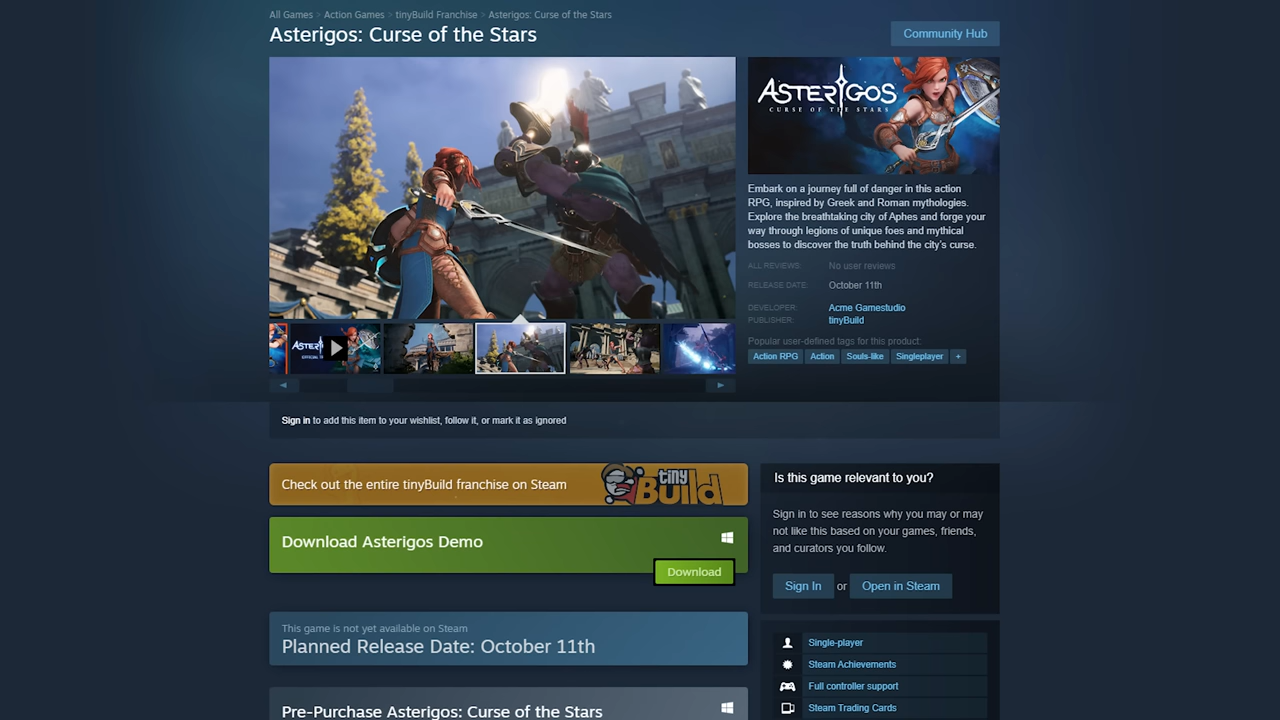 All Games > Action Games > tinyBuild Franchise > Asterigos: Curse of the Stars
Asterigos: Curse of the Stars
Community Hub
ASTERIGOS
CURSE OF THE STARS
Embark on a journey full of danger in this action
RPG, inspired by Greek and Roman mythologies.
Explore the breathtaking city of Aphes and forge your
way through legions of unique foes and mythical
bosses to discover the truth behind the city's curse.
ALL REVIEWS: No user reviews
RELEASE DATE: October 11th
DEVELOPER: Acme Gamestudio
PUBLISHER: tinyBuild
Popular user-defined tags for this product:
Action RPG Action Souls-like Singleplayer +
Sign in to add this item to your wishlist, follow it, or mark it as ignored
Check out the entire tinyBuild franchise on Steam
tiny
Build
Download Asterigos Demo
Download
This game is not yet available on Steam
Planned Release Date: October 11th
Pre-Purchase Asterigos: Curse of the Stars
Is this game relevant to you?
Sign in to see reasons why you may or may
not like this based on your games, friends,
and curators you follow.
Sign In or Open in Steam
Single-player
Steam Achievements
Full controller support
Steam Trading Cards